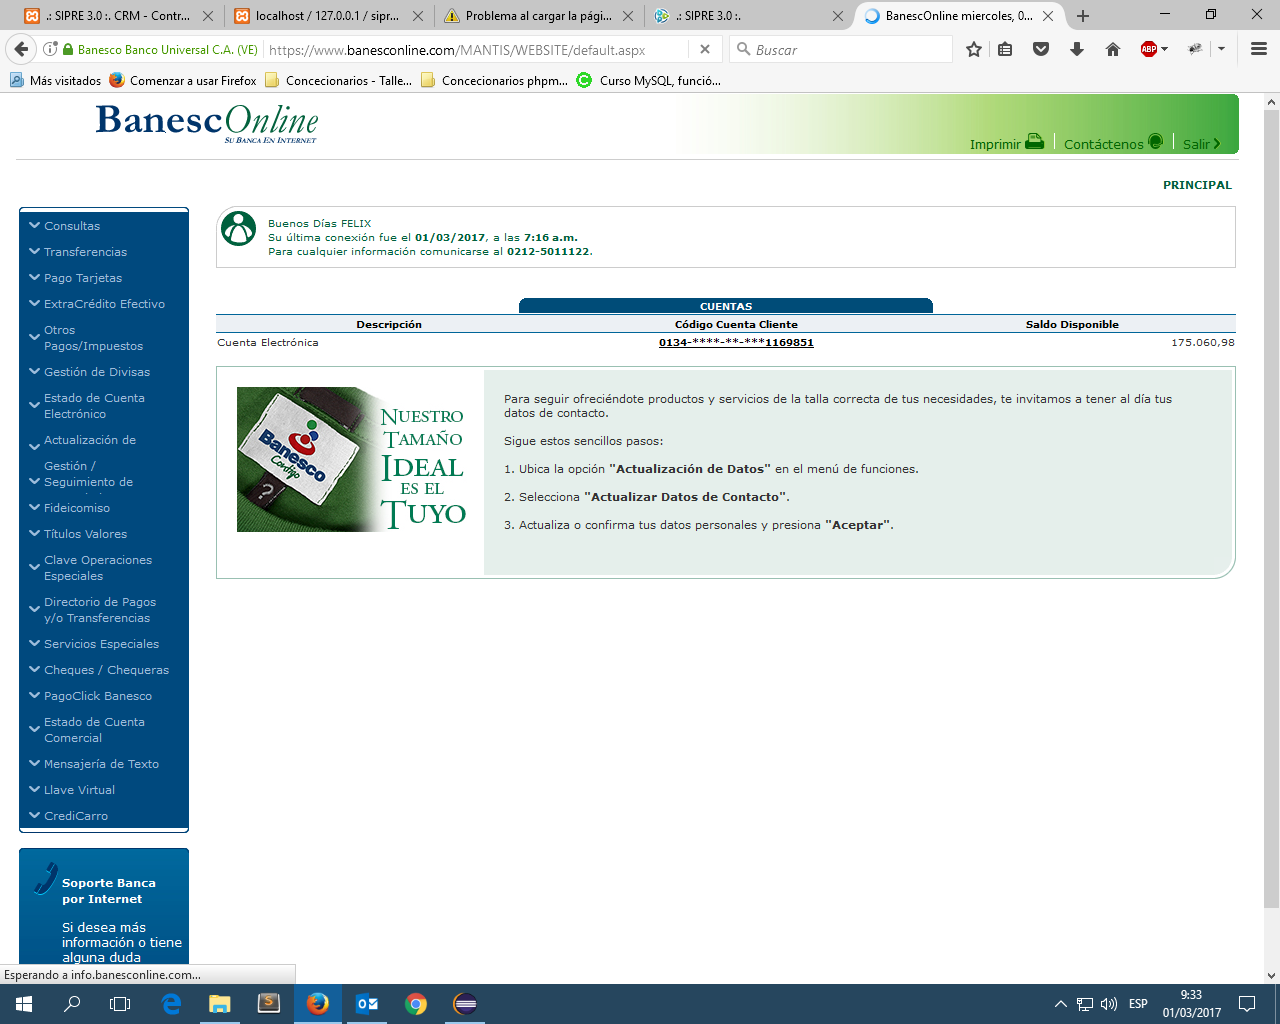 .: SIPRE 3.0 :. CRM - Contr...
localhost / 127.0.0.1 / sipr...
Problema al cargar la pági...
.: SIPRE 3.0 :.
BanescOnline miercoles, 0...
Banesco Banco Universal C.A. (VE)
https://www.banesconline.com/MANTIS/WEBSITE/default.aspx
Buscar
ABP
Más visitados
Comenzar a usar Firefox
Concecionarios - Talle...
Concecionarios phpm...
Curso MySQL, funció...
BanescOnline
Su Banca En Internet
Imprimir
Contáctenos
Salir
PRINCIPAL
Buenos Días FELIX
Su última conexión fue el 01/03/2017, a las 7:16 a.m.
Para cualquier información comunicarse al 0212-5011122.
CUENTAS
Descripción
Código Cuenta Cliente
Saldo Disponible
Cuenta Electrónica
0134-****-**-***1169851
175.060,98
Consultas
Transferencias
Pago Tarjetas
ExtraCrédito Efectivo
Otros
Pagos/Impuestos
Gestión de Divisas
Estado de Cuenta
Electrónico
Actualización de
Gestión /
Seguimiento de
Fideicomiso
Títulos Valores
Clave Operaciones
Especiales
Directorio de Pagos
y/o Transferencias
Servicios Especiales
Cheques / Chequeras
PagoClick Banesco
Estado de Cuenta
Comercial
Mensajería de Texto
Llave Virtual
CrediCarro
Banesco
Contigo
?
Nuestro
Tamaño
Ideal
es el
Tuyo
Para seguir ofreciéndote productos y servicios de la talla correcta de tus necesidades, te invitamos a tener al día tus
datos de contacto.
Sigue estos sencillos pasos:
1. Ubica la opción "Actualización de Datos" en el menú de funciones.
2. Selecciona "Actualizar Datos de Contacto".
3. Actualiza o confirma tus datos personales y presiona "Aceptar".
Soporte Banca
por Internet
Si desea más
información o tiene
alguna duda
Esperando a info.banesconline.com...
ESP
9:33
01/03/2017